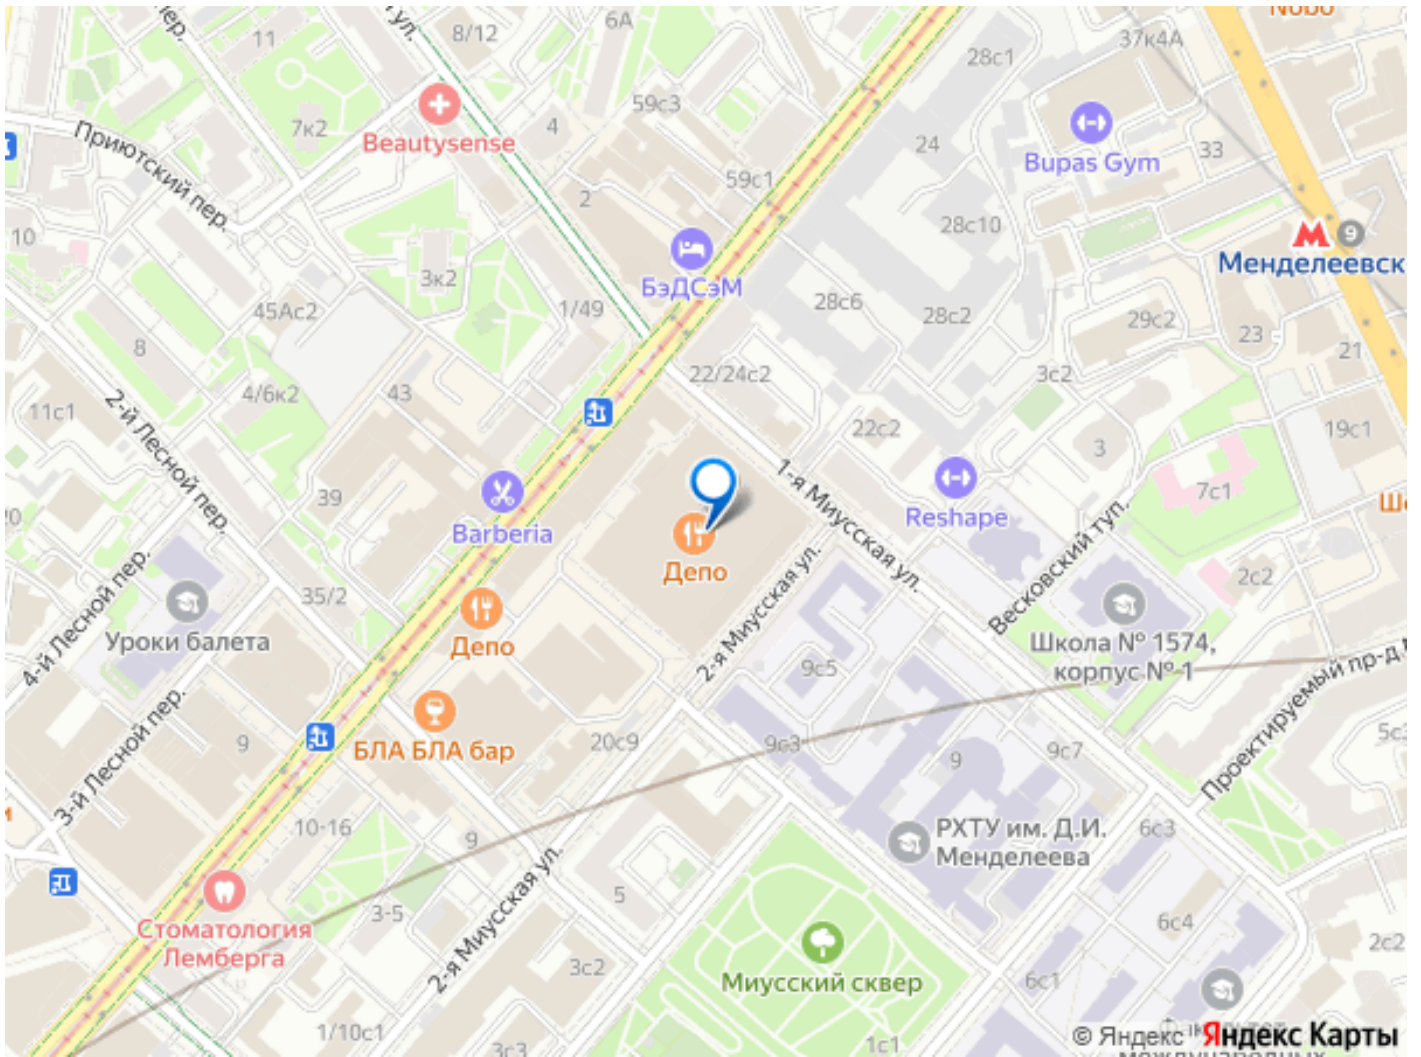 Nobo
6А
8/12
37к4А
11
28с1
59с3
4
7к2
Beautysense
24
33
Bupas Gym
Приютский пер.
59с1
2
28с10
10
9
Менделеевск
3к2
БэДСэМ
45Ас2
1/49
28с6
28с2
29с2
23
21
8
22/24с2
3с2
4/6к2
43
11с1
2-й Лесной пер.
22с2
19с1
3
1-я Миусская ул.
39
7с1
Reshape
Barberia
20
Весковский туп.
Депо
2с2
35/2
4-й Лесной пер.
Уроки балета
Депо
2-я Миусская ул.
9с5
Школа № 1574,
корпус № 1
3-й Лесной пер.
9
БЛА БЛА бар
20с9
9с3
9
9с7
10-16
9
РХТУ им. Д.И.
Менделеева
6с3
5
3-5
Стоматология
Лемберга
2-я Миусская ул.
6с4
2с2
3с2
Миусский сквер
6с1
1/10с1
1с1
© Яндекс Яндекс Карты